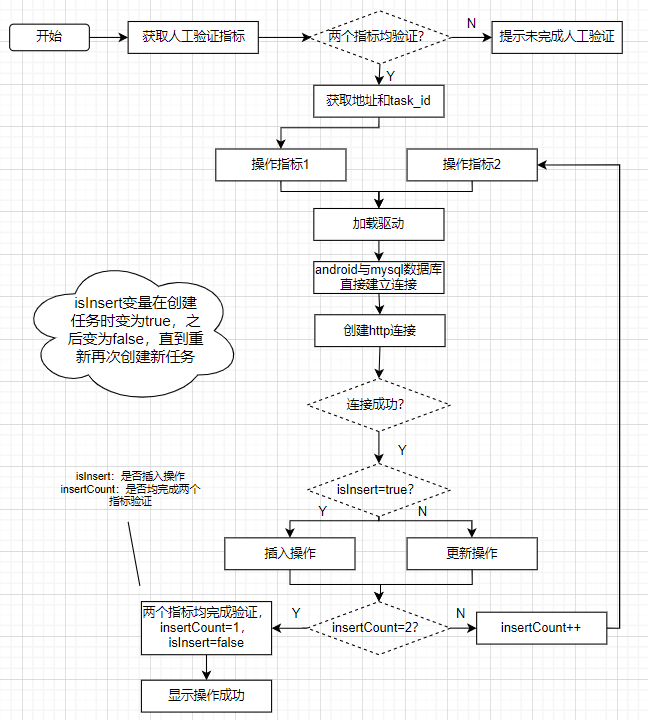 开始
获取人工验证指标
两个指标均验证？
N
提示未完成人工验证
Y
获取地址和task_id
操作指标1
操作指标2
加载驱动
android与mysql数据库
直接建立连接
创建http连接
isInsert变量在创建
任务时变为true，之
后变为false，直到重
新再次创建新任务
连接成功？
Y
isInsert=true？
isInsert：是否插入操作
insertCount：是否均完成两个
指标验证
Y
N
插入操作
更新操作
两个指标均完成验证，
insertCount=1，
isInsert=false
Y
insertCount=2？
N
insertCount++
显示操作成功